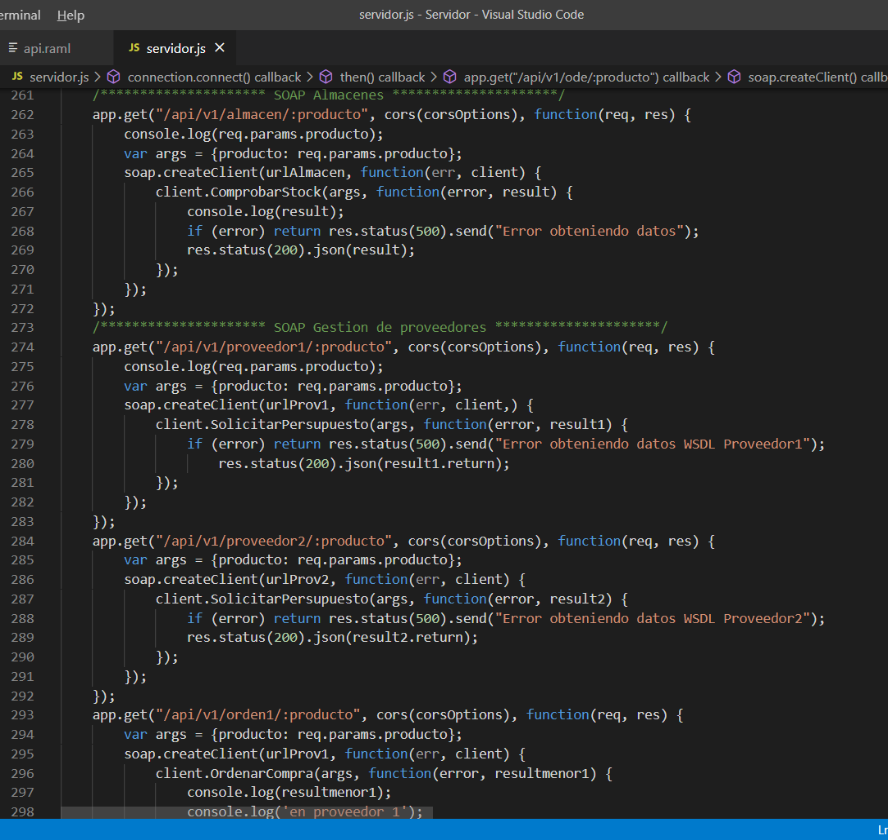 erminal Help servidor.js - Servidor - Visual Studio Code
api.raml JS servidor.js ×
JS servidor.js > connection.connect() callback > then() callback > app.get("/api/v1/ode/:producto") callback > soap.createClient() callb
261 /********************* SOAP Almacenes *********************/
262 app.get("/api/v1/almacen/:producto", cors(corsOptions), function(req, res) {
263 console.log(req.params.producto);
264 var args = {producto: req.params.producto};
265 soap.createClient(urlAlmacen, function(err, client) {
266 client.ComprobarStock(args, function(error, result) {
267 console.log(result);
268 if (error) return res.status(500).send("Error obteniendo datos");
269 res.status(200).json(result);
270 });
271 });
272 });
273 /********************* SOAP Gestion de proveedores *********************/
274 app.get("/api/v1/proveedor1/:producto", cors(corsOptions), function(req, res) {
275 console.log(req.params.producto);
276 var args = {producto: req.params.producto};
277 soap.createClient(urlProv1, function(err, client,) {
278 client.SolicitarPersupuesto(args, function(error, result1) {
279 if (error) return res.status(500).send("Error obteniendo datos WSDL Proveedor1");
280 res.status(200).json(result1.return);
281 });
282 });
283 });
284 app.get("/api/v1/proveedor2/:producto", cors(corsOptions), function(req, res) {
285 var args = {producto: req.params.producto};
286 soap.createClient(urlProv2, function(err, client) {
287 client.SolicitarPersupuesto(args, function(error, result2) {
288 if (error) return res.status(500).send("Error obteniendo datos WSDL Proveedor2");
289 res.status(200).json(result2.return);
290 });
291 });
292 });
293 app.get("/api/v1/orden1/:producto", cors(corsOptions), function(req, res) {
294 var args = {producto: req.params.producto};
295 soap.createClient(urlProv1, function(err, client) {
296 client.OrdenarCompra(args, function(error, resultmenor1) {
297 console.log(resultmenor1);
298 console.log('en proveedor 1');
Ln